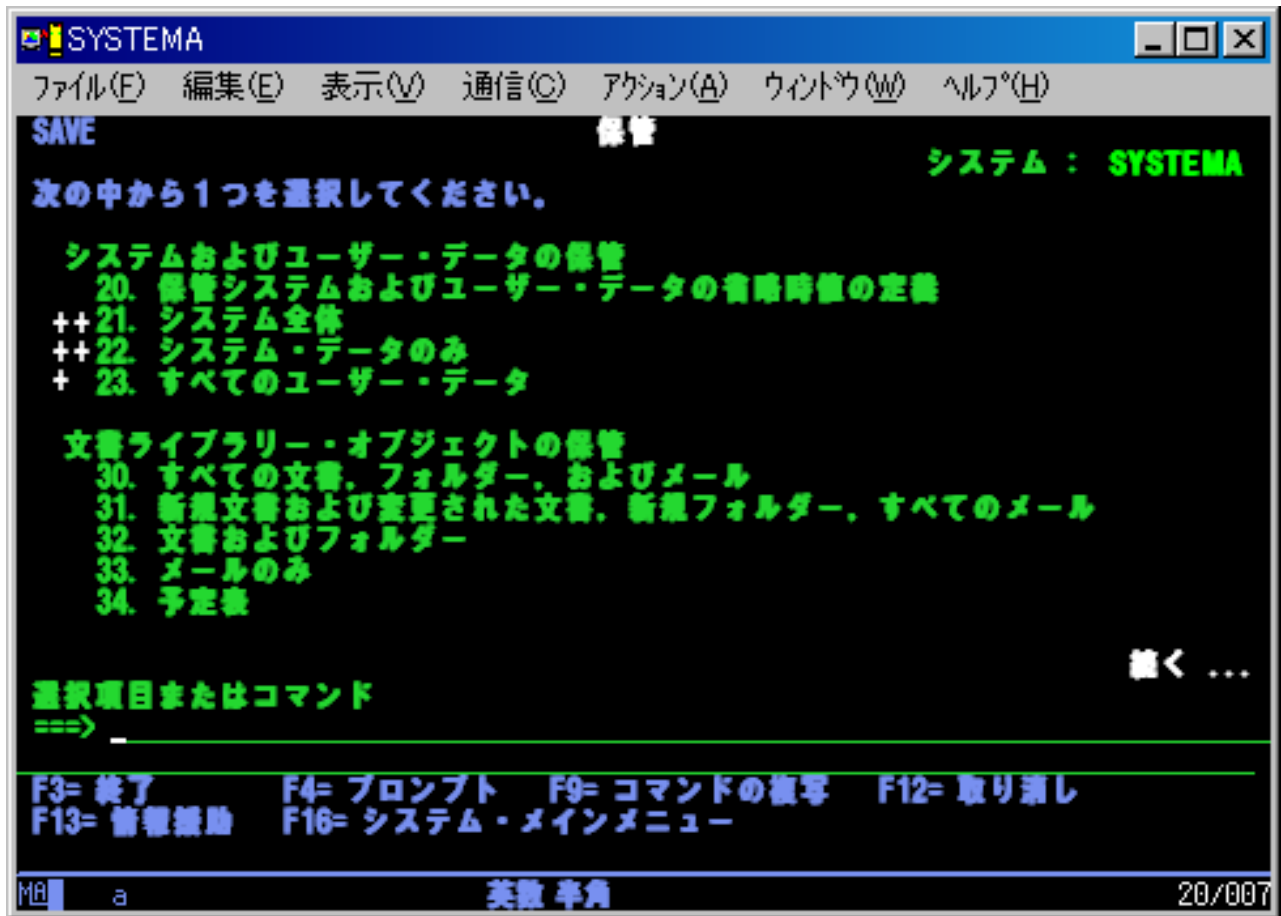 SYSTEMA
ファイル(F) 編集(E) 表示(V) 通信(C) アクション(A) ウィンドウ(W) ヘルプ(H)
SAVE 保管
システム : SYSTEMA
次の中から1つを選択してください.
システムおよびユーザー・データの保管
20. 保管システムおよびユーザー・データの省略時値の定義
++21. システム全体
++22. システム・データのみ
+ 23. すべてのユーザー・データ
文書ライブラリー・オブジェクトの保管
30. すべての文書, フォルダー, およびメール
31. 新規文書および変更された文書, 新規フォルダー, すべてのメール
32. 文書およびフォルダー
33. メールのみ
34. 予定表
続く ...
選択項目またはコマンド
===> _
F3= 終了 F4= プロンプト F9= コマンドの複写 F12= 取り消し
F13= 情報援助 F16= システム・メインメニュー
MA a 英数 半角 20/007